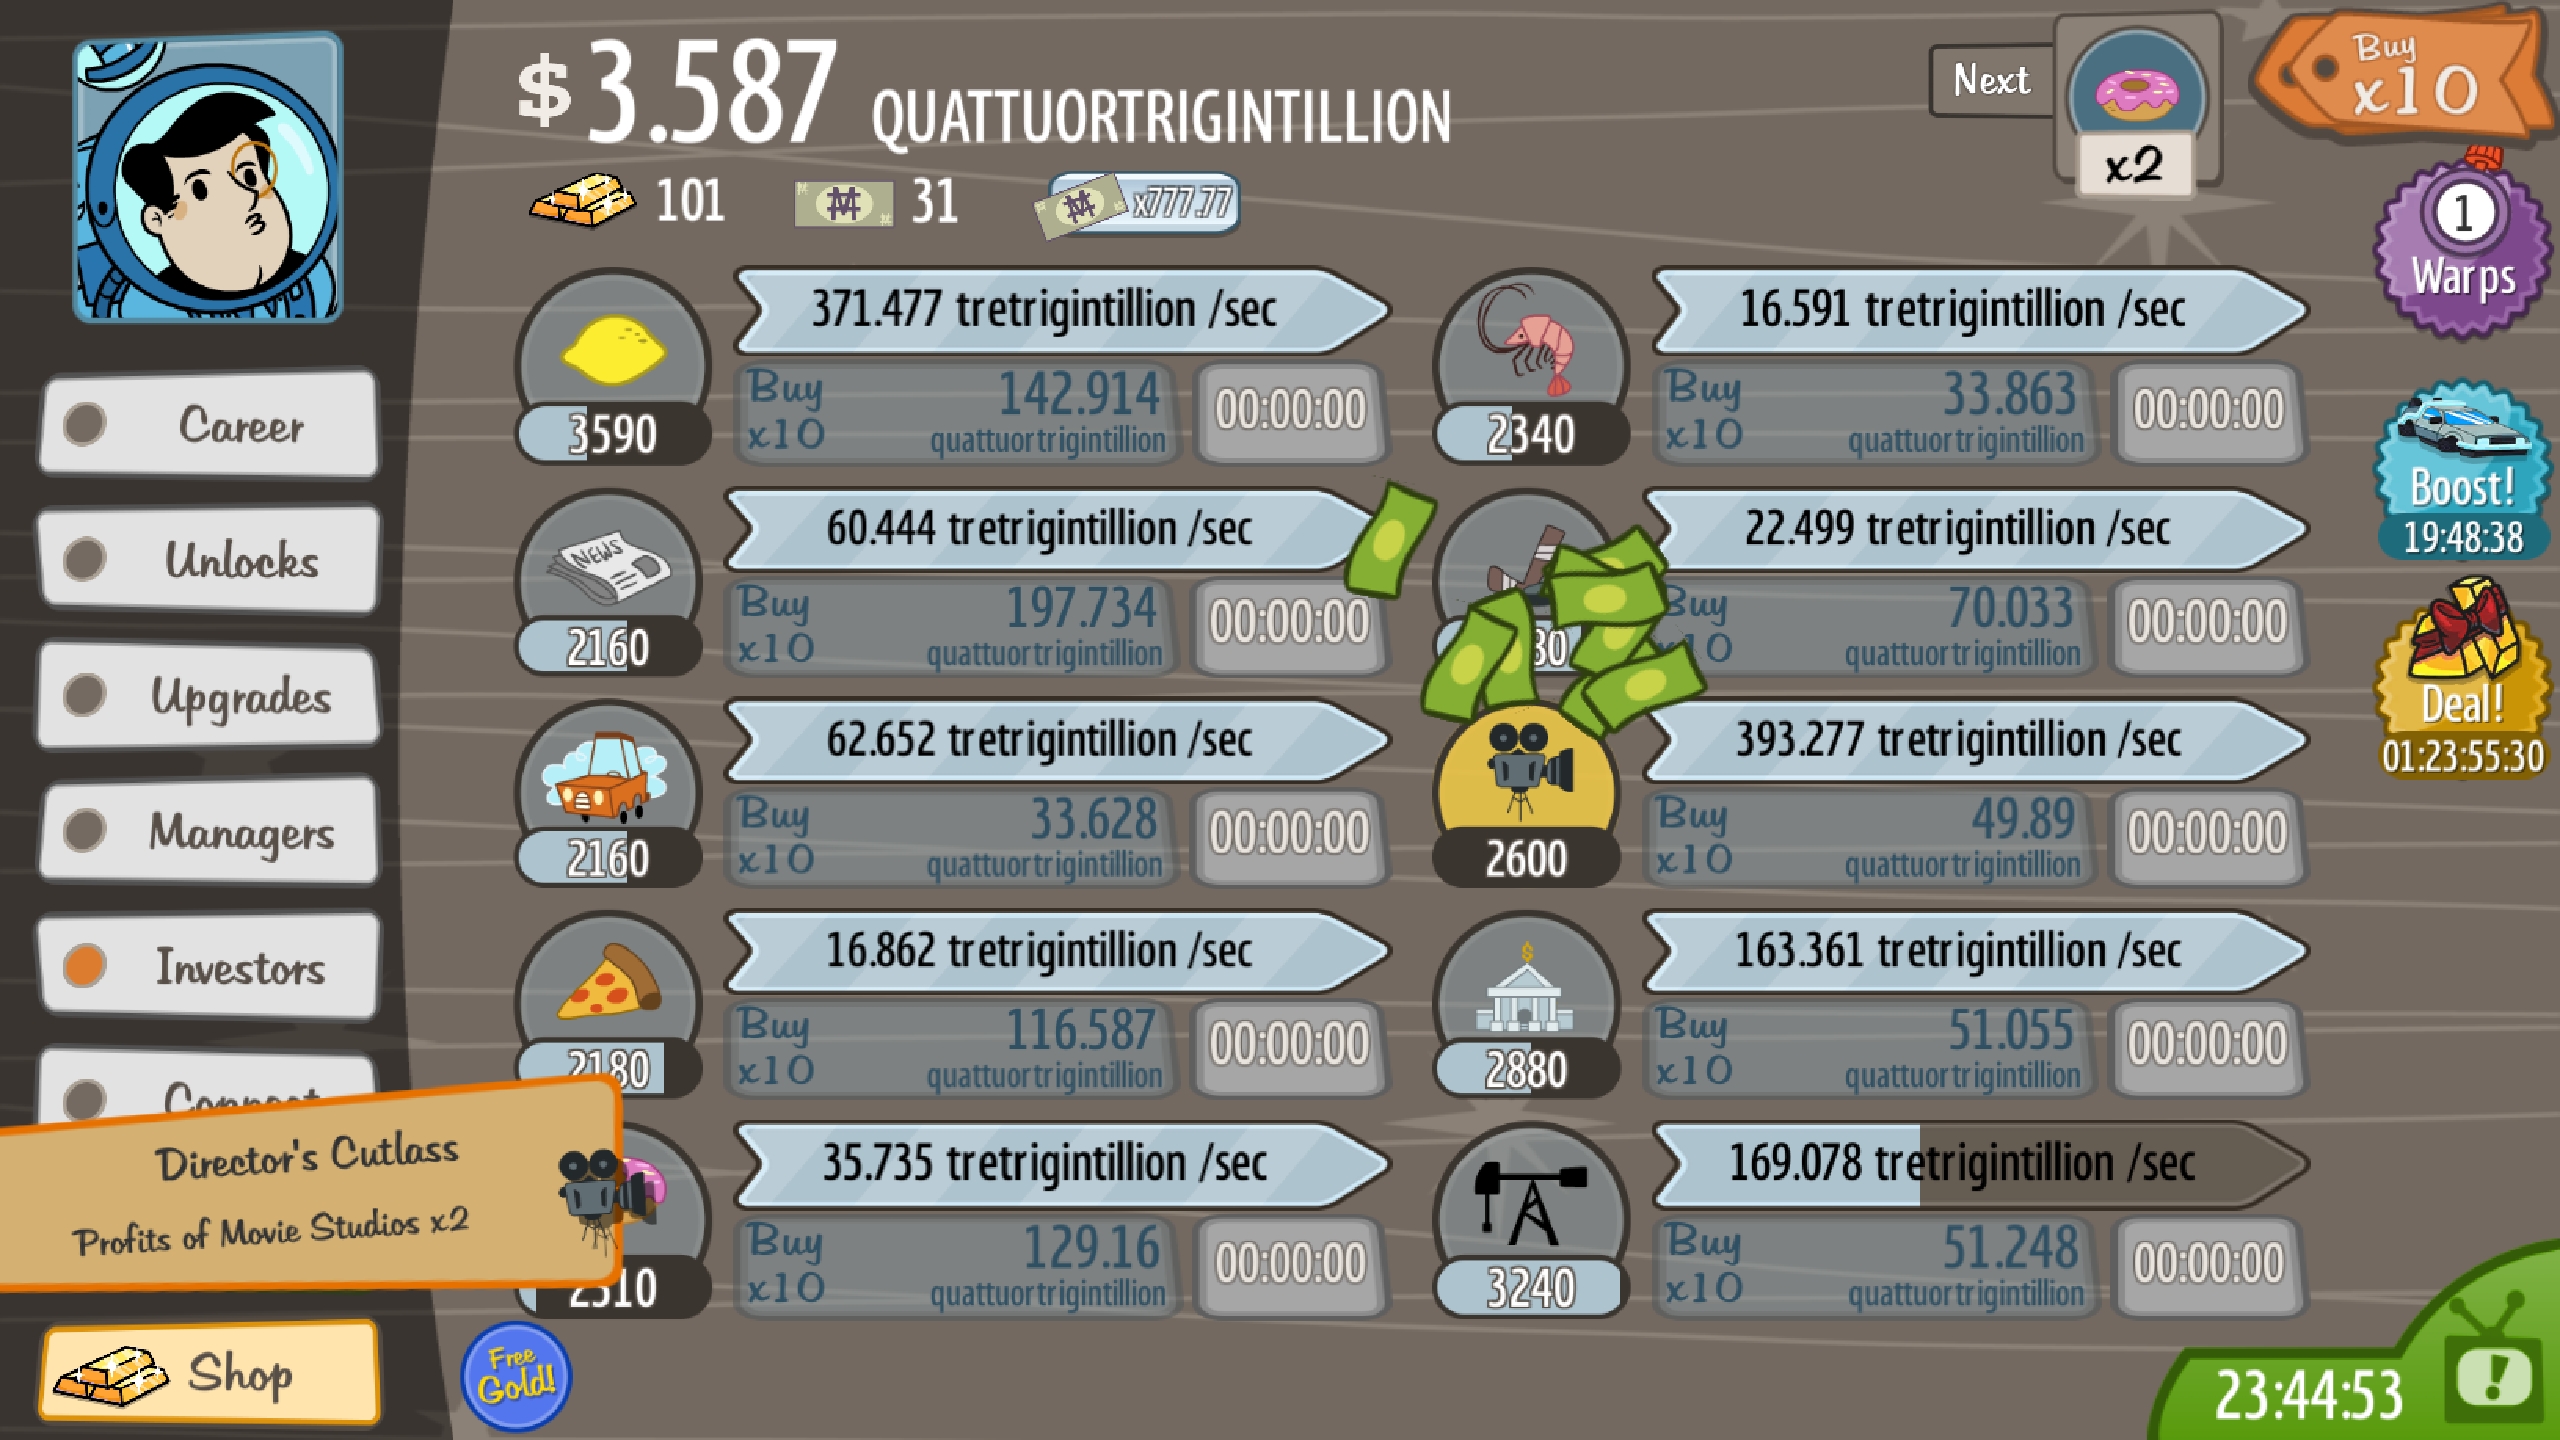 $3.587 QUATTUORTRIGINTILLION
Next
x2
Buy
x10
101
31
x777.77
1
Warps
Boost!
19:48:38
Deal!
01:23:55:30
Career
Unlocks
Upgrades
Managers
Investors
Director's Cutlass
Profits of Movie Studios x2
Shop
Free
Gold!
371.477 tretrigintillion /sec
3590
Buy
x10
142.914
quattuortrigintillion
00:00:00
16.591 tretrigintillion /sec
2340
Buy
x10
33.863
quattuortrigintillion
00:00:00
NEWS
60.444 tretrigintillion /sec
2160
Buy
x10
197.734
quattuortrigintillion
00:00:00
22.499 tretrigintillion /sec
Buy
70.033
quattuortrigintillion
00:00:00
62.652 tretrigintillion /sec
2160
Buy
x10
33.628
quattuortrigintillion
00:00:00
393.277 tretrigintillion /sec
2600
Buy
x10
49.89
quattuortrigintillion
00:00:00
16.862 tretrigintillion /sec
2180
Buy
x10
116.587
quattuortrigintillion
00:00:00
163.361 tretrigintillion /sec
2880
Buy
x10
51.055
quattuortrigintillion
00:00:00
35.735 tretrigintillion /sec
Buy
x10
129.16
quattuortrigintillion
00:00:00
169.078 tretrigintillion /sec
3240
Buy
x10
51.248
quattuortrigintillion
00:00:00
23:44:53